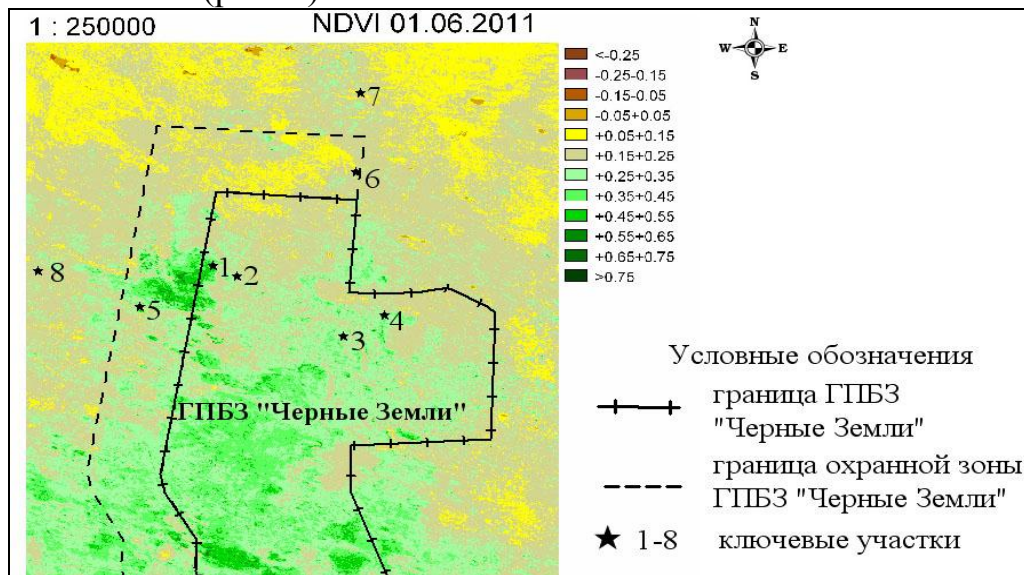 1 : 250000
NDVI 01.06.2011
N
W E
S
<-0.25
-0.25-0.15
-0.15-0.05
-0.05+0.05
+0.05+0.15
+0.15+0.25
+0.25+0.35
+0.35+0.45
+0.45+0.55
+0.55+0.65
+0.65+0.75
>0.75
7
6
1
2
8
5
4
3
ГПБЗ "Черные Земли"
Условные обозначения
граница ГПБЗ
"Черные Земли"
граница охранной зоны
ГПБЗ "Черные Земли"
1-8 ключевые участки